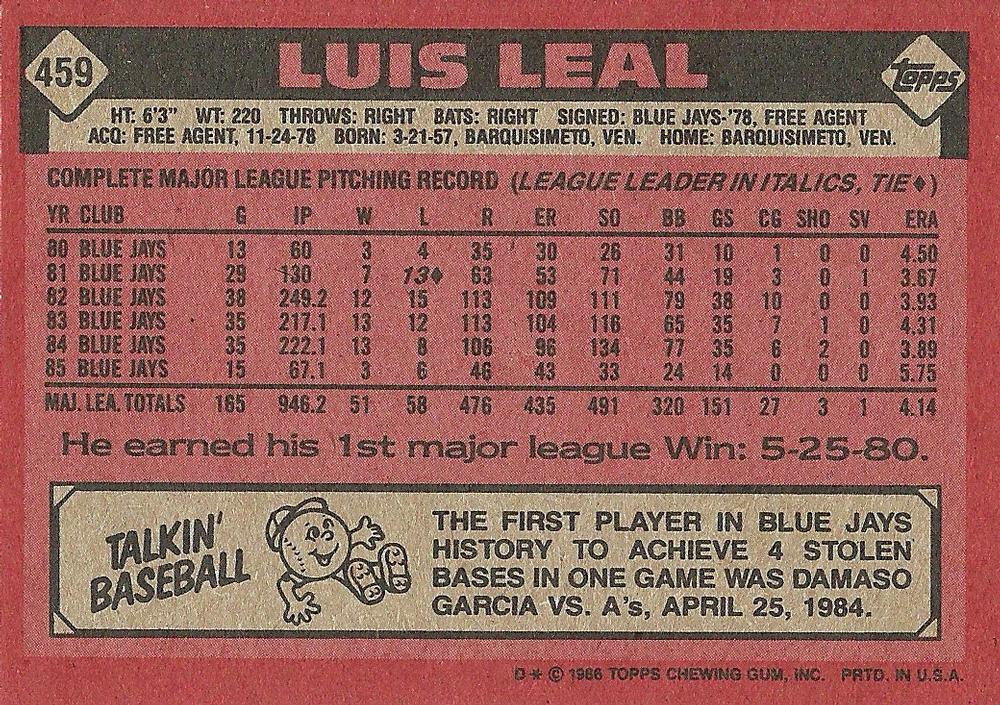 459
LUIS LEAL
topps
HT: 6'3" WT: 220 THROWS: RIGHT BATS: RIGHT SIGNED: BLUE JAYS-'78, FREE AGENT
ACQ: FREE AGENT, 11-24-78 BORN: 3-21-57, BARQUISIMETO, VEN. HOME: BARQUISIMETO, VEN.
COMPLETE MAJOR LEAGUE PITCHING RECORD (LEAGUE LEADER IN ITALICS, TIE♦)
YR CLUB G IP W L R ER SO BB GS CG SHO SV ERA
80 BLUE JAYS 13 60 3 4 35 30 26 31 10 1 0 0 4.50
81 BLUE JAYS 29 130 7 13♦ 63 53 71 44 19 3 0 1 3.67
82 BLUE JAYS 38 249.2 12 15 113 109 111 79 38 10 0 0 3.93
83 BLUE JAYS 35 217.1 13 12 113 104 116 65 35 7 1 0 4.31
84 BLUE JAYS 35 222.1 13 8 106 96 134 77 35 6 2 0 3.89
85 BLUE JAYS 15 67.1 3 6 46 43 33 24 14 0 0 0 5.75
MAJ. LEA. TOTALS 165 946.2 51 58 476 435 491 320 151 27 3 1 4.14
He earned his 1st major league Win: 5-25-80.
TALKIN'
BASEBALL
THE FIRST PLAYER IN BLUE JAYS
HISTORY TO ACHIEVE 4 STOLEN
BASES IN ONE GAME WAS DAMASO
GARCIA VS. A's, APRIL 25, 1984.
D* © 1986 TOPPS CHEWING GUM, INC. PRTD. IN U.S.A.